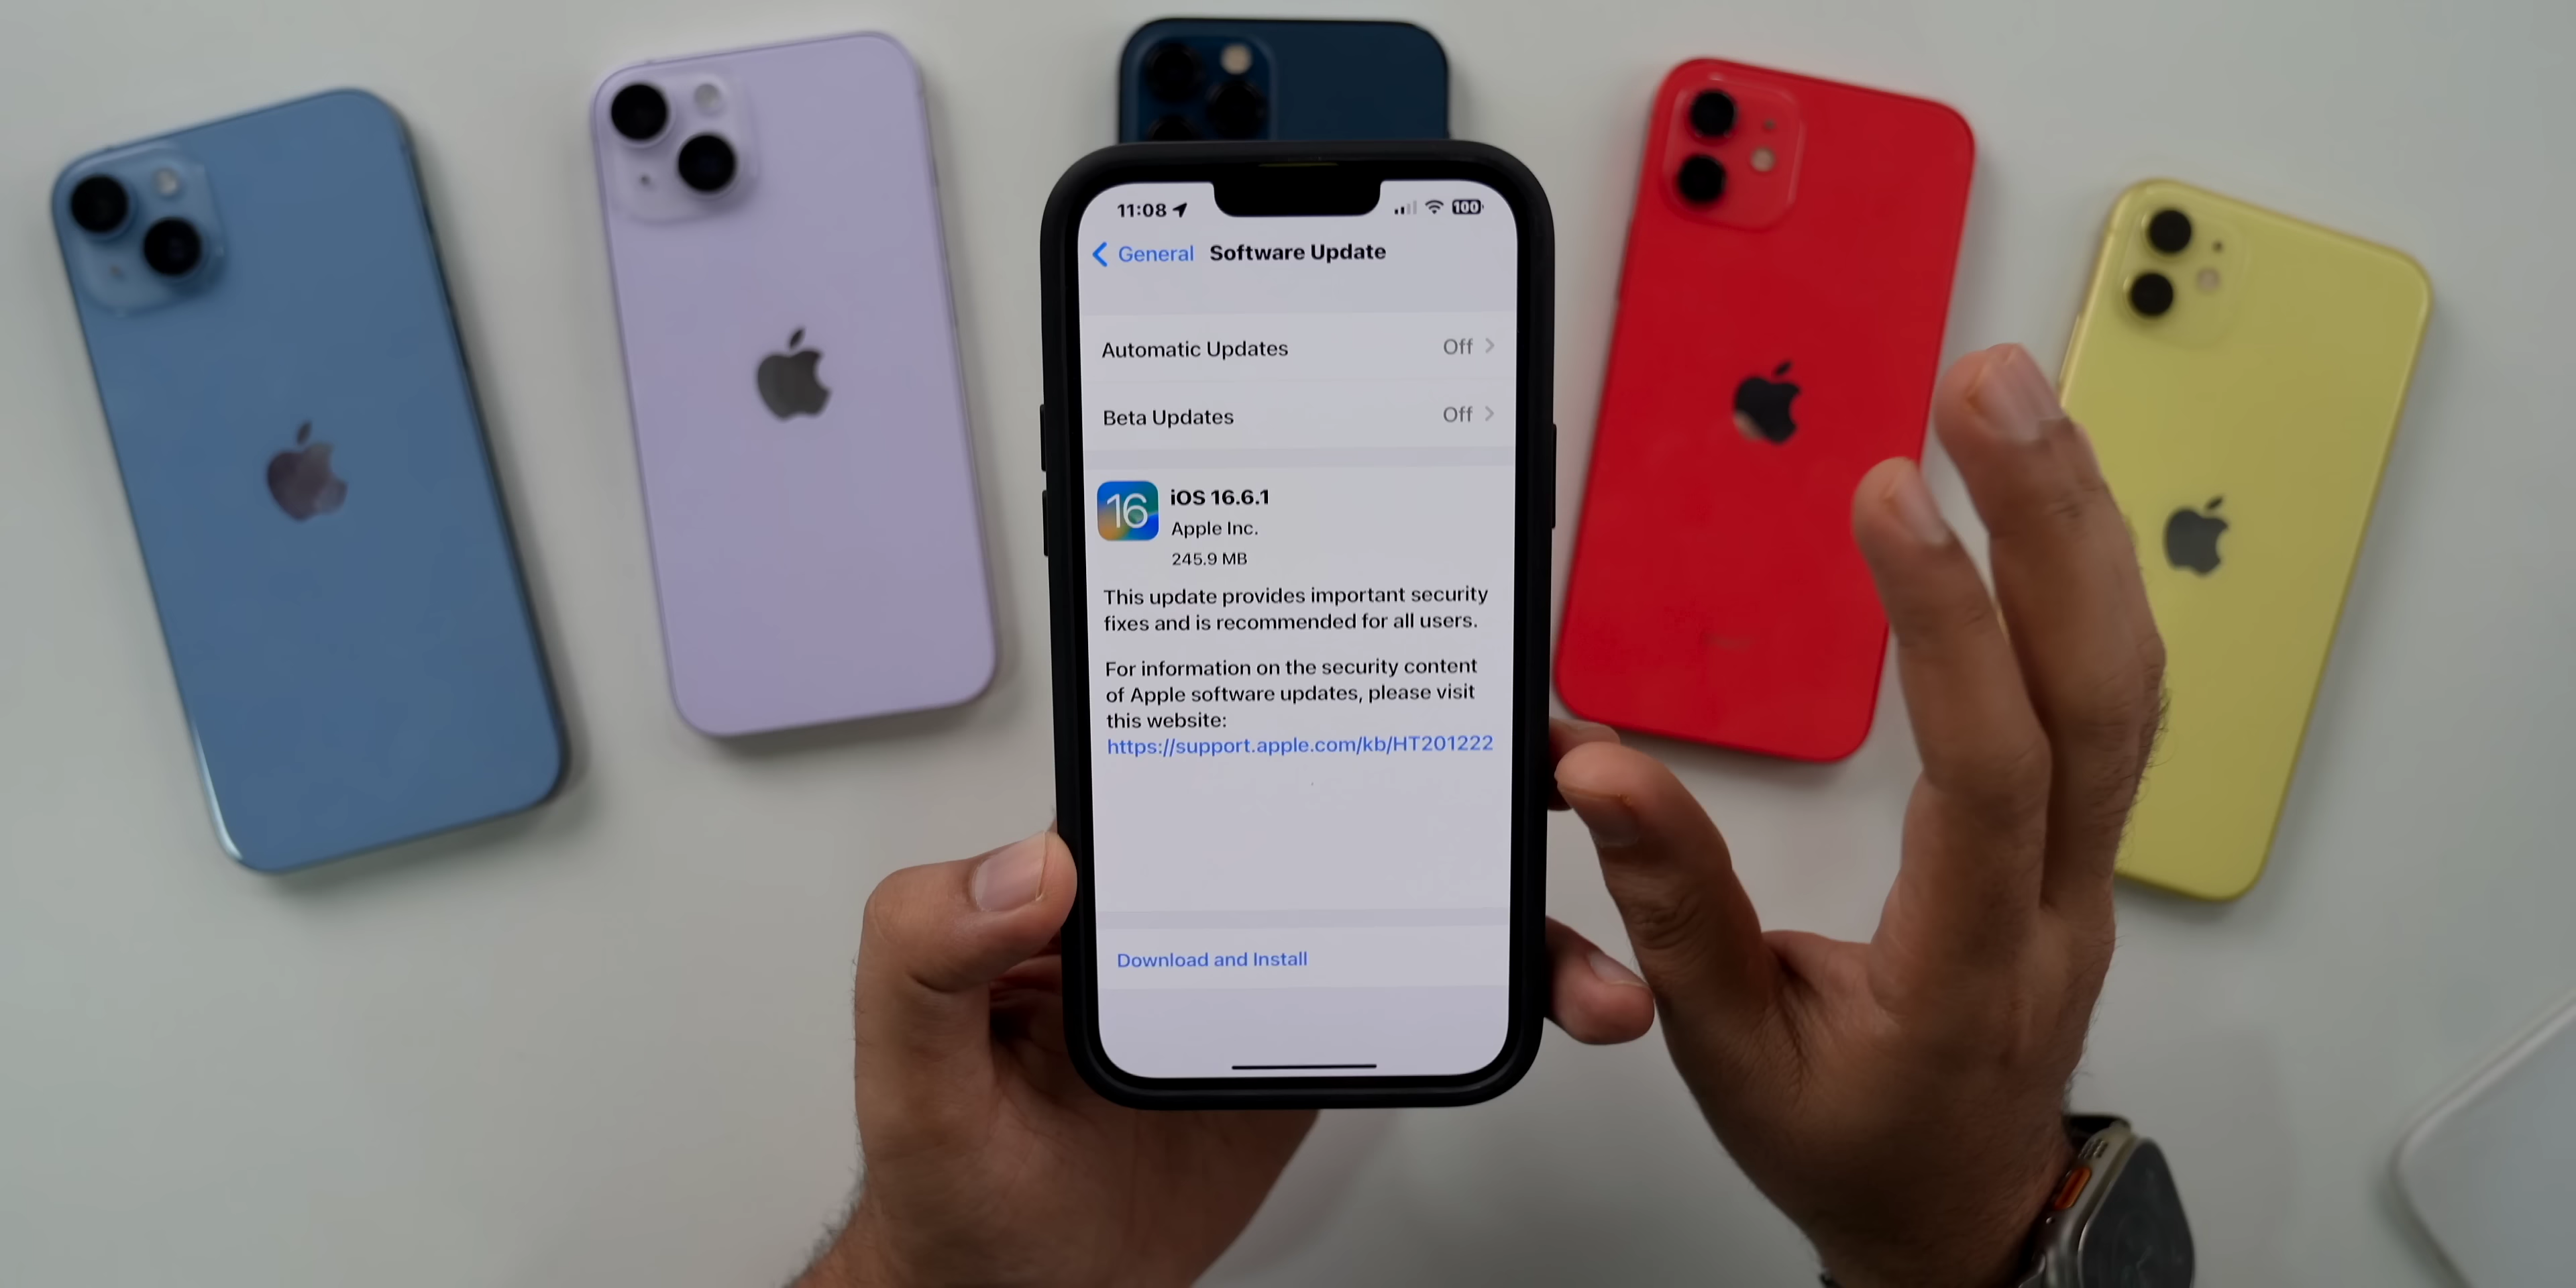 11:08
100
General Software Update
Automatic Updates Off
Beta Updates Off
16
iOS 16.6.1
Apple Inc.
245.9 MB
This update provides important security
fixes and is recommended for all users.
For information on the security content
of Apple software updates, please visit
this website:
https://support.apple.com/kb/HT201222
Download and Install